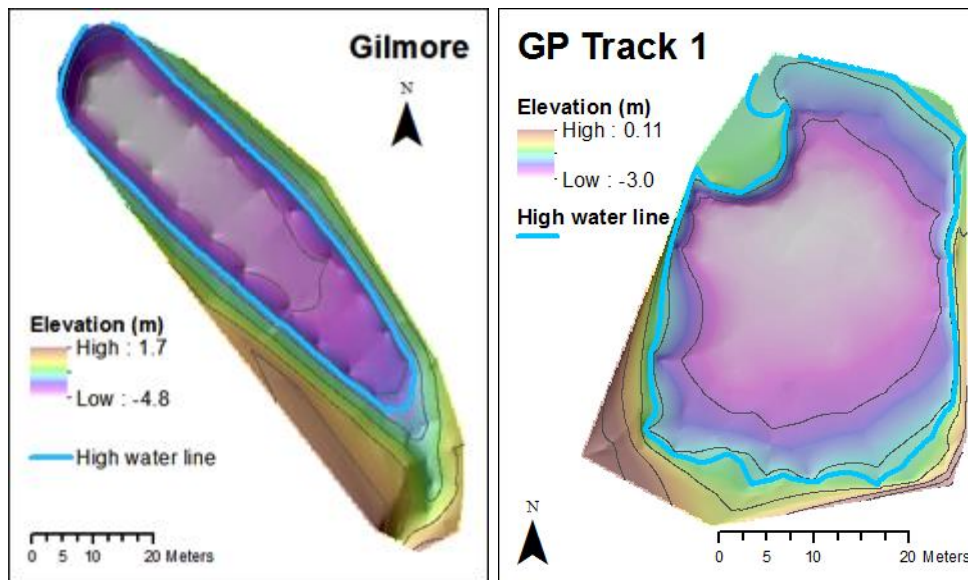 Gilmore
N
Elevation (m)
High : 1.7
Low : -4.8
High water line
0 5 10 20 Meters
GP Track 1
Elevation (m)
High : 0.11
Low : -3.0
High water line
N
0 5 10 20 Meters